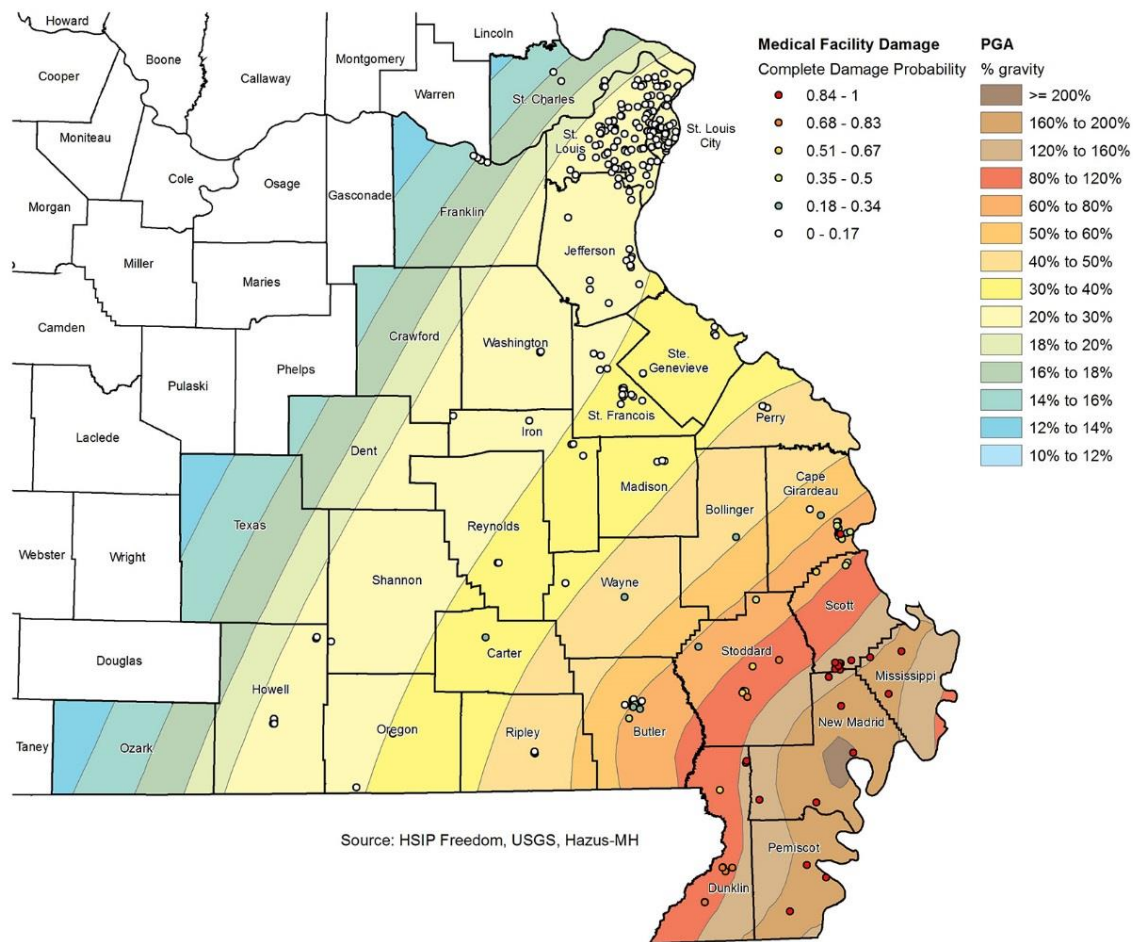 Howard
Boone
Cooper
Callaway
Montgomery
Lincoln
Warren
St. Charles
Moniteau
Cole
Osage
Gasconade
Franklin
St.
Louis
St. Louis
City
Morgan
Miller
Maries
Jefferson
Camden
Pulaski
Phelps
Crawford
Washington
Ste.
Genevieve
St. Francois
Perry
Laclede
Dent
Iron
Madison
Bollinger
Cape
Girardeau
Texas
Reynolds
Webster
Wright
Shannon
Wayne
Scott
Douglas
Carter
Stoddard
Mississippi
Howell
New Madrid
Taney
Ozark
Oregon
Ripley
Butler
Pemiscot
Dunklin
Medical Facility Damage
Complete Damage Probability
0.84 - 1
0.68 - 0.83
0.51 - 0.67
0.35 - 0.5
0.18 - 0.34
0 - 0.17
PGA
% gravity
>= 200%
160% to 200%
120% to 160%
80% to 120%
60% to 80%
50% to 60%
40% to 50%
30% to 40%
20% to 30%
18% to 20%
16% to 18%
14% to 16%
12% to 14%
10% to 12%
Source: HSIP Freedom, USGS, Hazus-MH